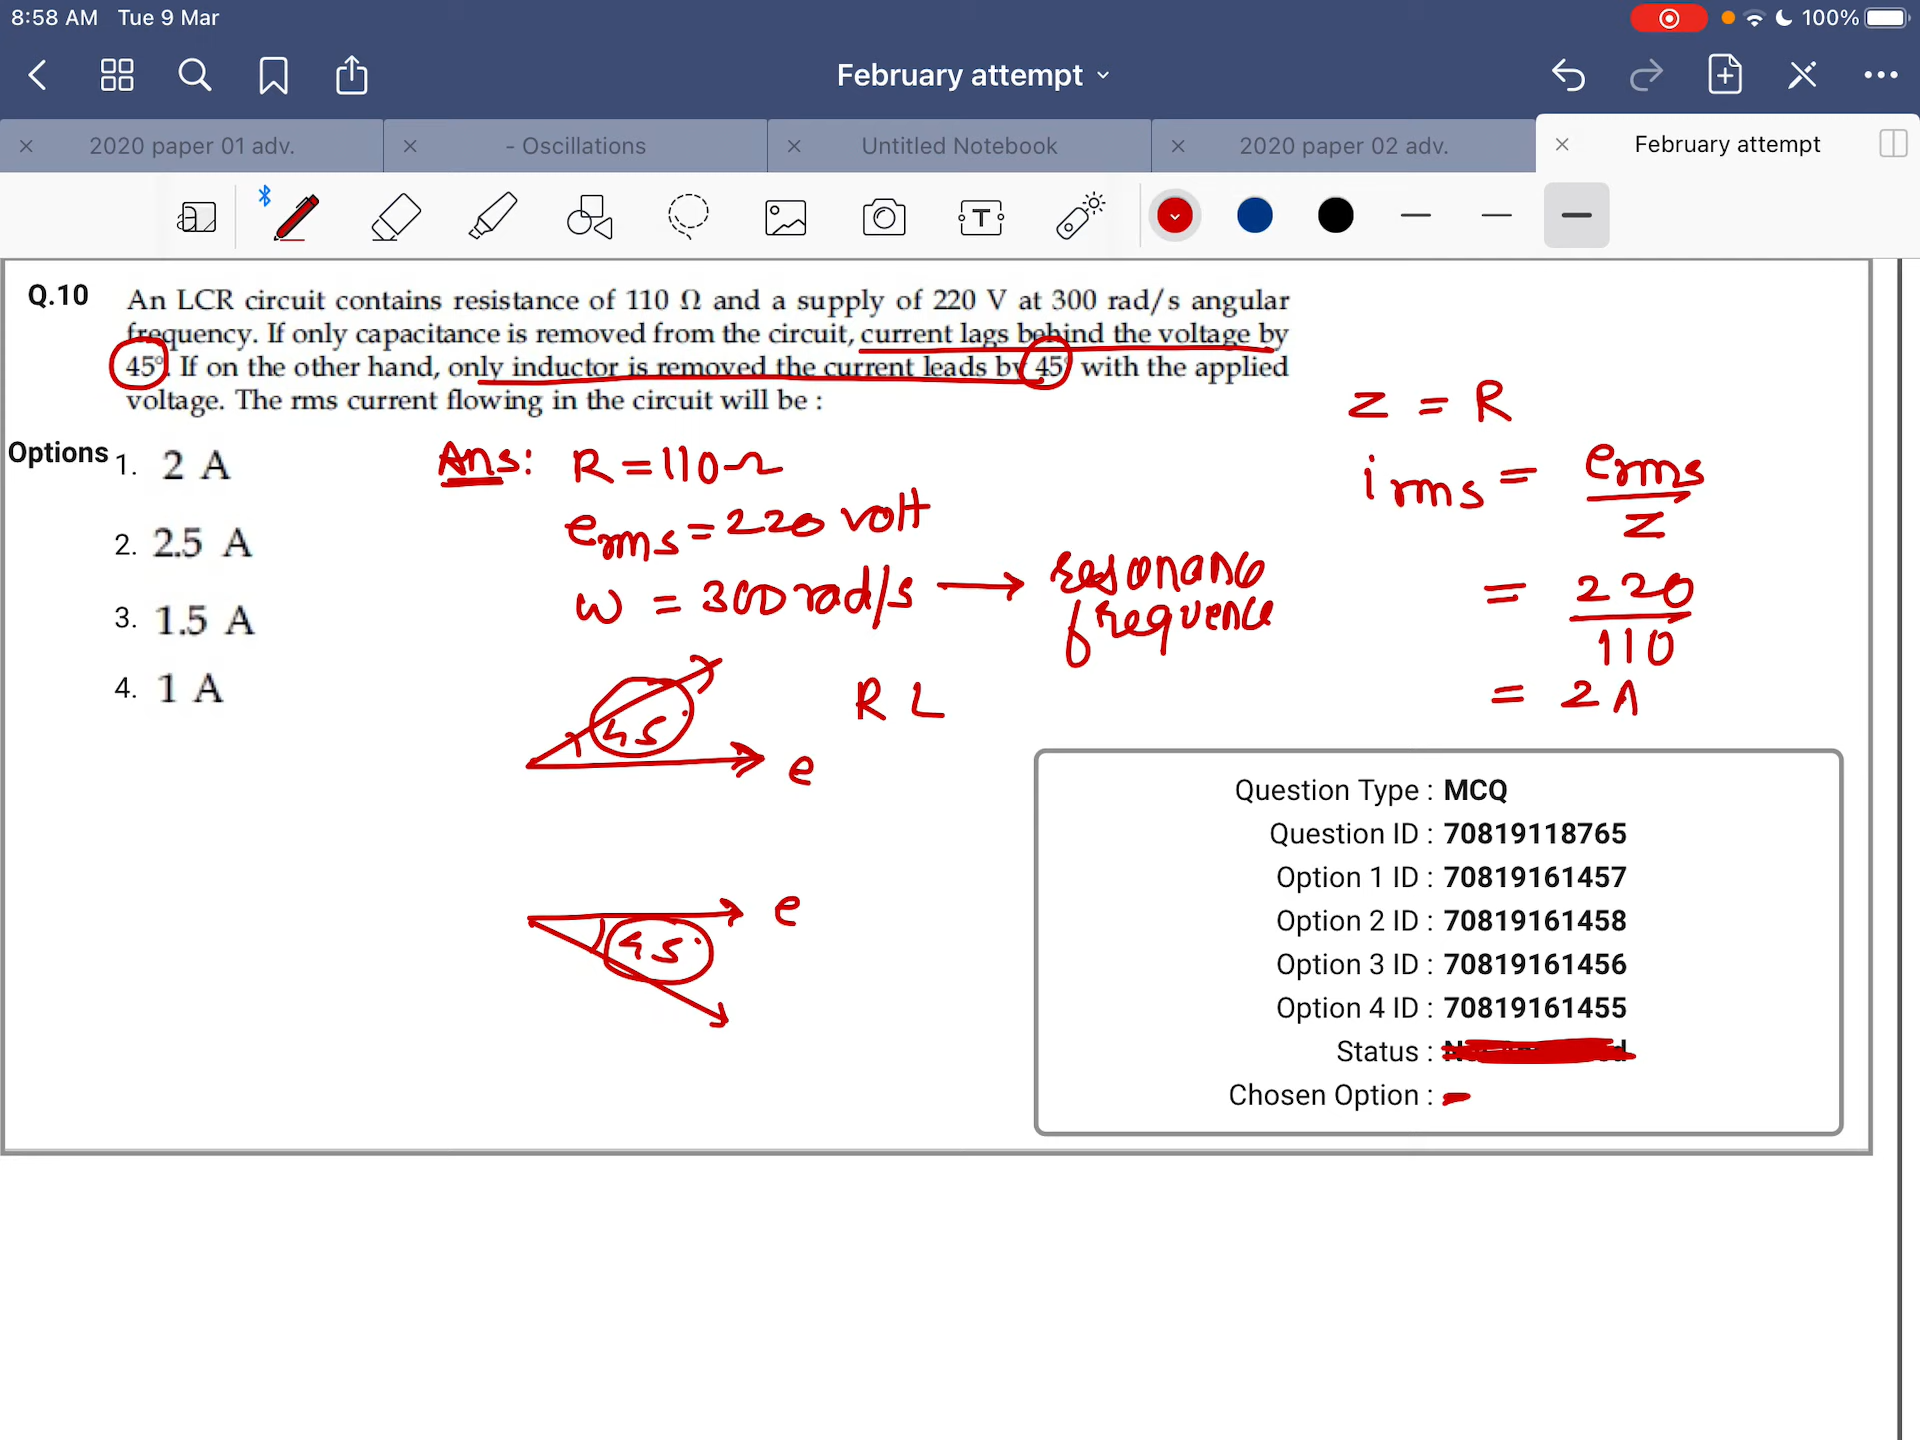 8:58 AM Tue 9 Mar
100%
February attempt
2020 paper 01 adv.
- Oscillations
Untitled Notebook
2020 paper 02 adv.
February attempt
Q.10 An LCR circuit contains resistance of 110 Ω and a supply of 220 V at 300 rad/s angular
frequency. If only capacitance is removed from the circuit, current lags behind the voltage by
45°. If on the other hand, only inductor is removed the current leads by 45° with the applied
voltage. The rms current flowing in the circuit will be :
Options 1. 2 A
2. 2.5 A
3. 1.5 A
4. 1 A
Ans: R = 110 Ω
erms = 220 volt
ω = 300 rad/s → resonance
frequence
45°
e
R L
e
45°
z = R
i rms = erms / z
= 220 / 110
= 2A
Question Type : MCQ
Question ID : 70819118765
Option 1 ID : 70819161457
Option 2 ID : 70819161458
Option 3 ID : 70819161456
Option 4 ID : 70819161455
Status :
Chosen Option :